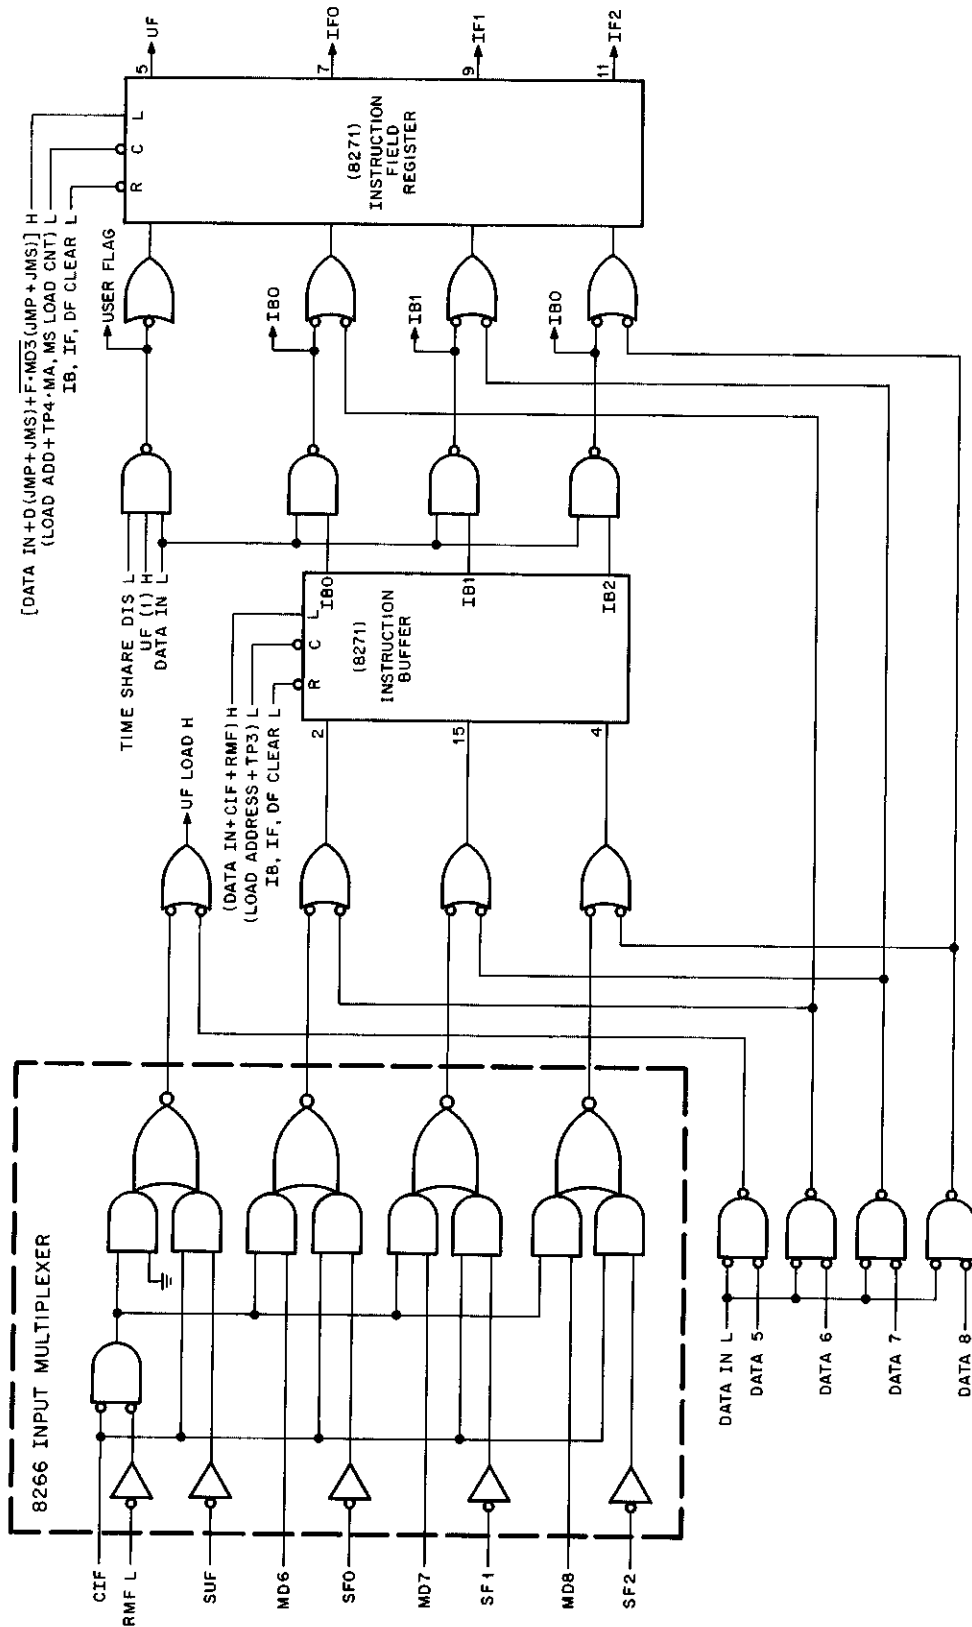 8266 INPUT MULTIPLEXER
CIF
RMF L
SUF
MD6
SF0
MD7
SF1
MD8
SF2
DATA IN L
DATA 5
DATA 6
DATA 7
DATA 8
UF LOAD H
(DATA IN+CIF+RMF) H
(LOAD ADDRESS+TP3) L
IB, IF, DF CLEAR L
2
15
4
R
C
L
(8271)
INSTRUCTION
BUFFER
IB0
IB1
IB2
TIME SHARE DIS L
UF (1) H
DATA IN L
USER FLAG
IB0
IB1
IB0
[DATA IN+D(JMP+JMS)+F·MD3(JMP+JMS)] H
(LOAD ADD+TP4·MA, MS LOAD CNT) L
IB, IF, DF CLEAR L
R
C
L
(8271)
INSTRUCTION
FIELD
REGISTER
5
UF
7
IF0
9
IF1
11
IF2